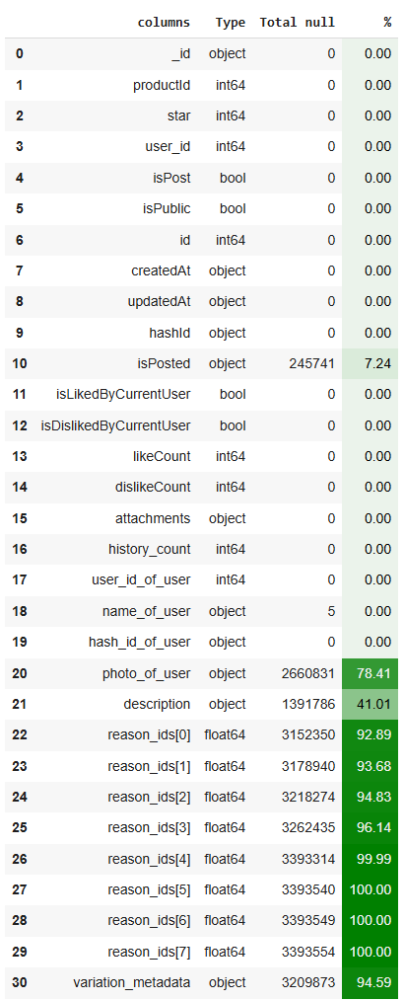 columns Type Total null %
0 _id object 0 0.00
1 productId int64 0 0.00
2 star int64 0 0.00
3 user_id int64 0 0.00
4 isPost bool 0 0.00
5 isPublic bool 0 0.00
6 id int64 0 0.00
7 createdAt object 0 0.00
8 updatedAt object 0 0.00
9 hashId object 0 0.00
10 isPosted object 245741 7.24
11 isLikedByCurrentUser bool 0 0.00
12 isDislikedByCurrentUser bool 0 0.00
13 likeCount int64 0 0.00
14 dislikeCount int64 0 0.00
15 attachments object 0 0.00
16 history_count int64 0 0.00
17 user_id_of_user int64 0 0.00
18 name_of_user object 5 0.00
19 hash_id_of_user object 0 0.00
20 photo_of_user object 2660831 78.41
21 description object 1391786 41.01
22 reason_ids[0] float64 3152350 92.89
23 reason_ids[1] float64 3178940 93.68
24 reason_ids[2] float64 3218274 94.83
25 reason_ids[3] float64 3262435 96.14
26 reason_ids[4] float64 3393314 99.99
27 reason_ids[5] float64 3393540 100.00
28 reason_ids[6] float64 3393549 100.00
29 reason_ids[7] float64 3393554 100.00
30 variation_metadata object 3209873 94.59